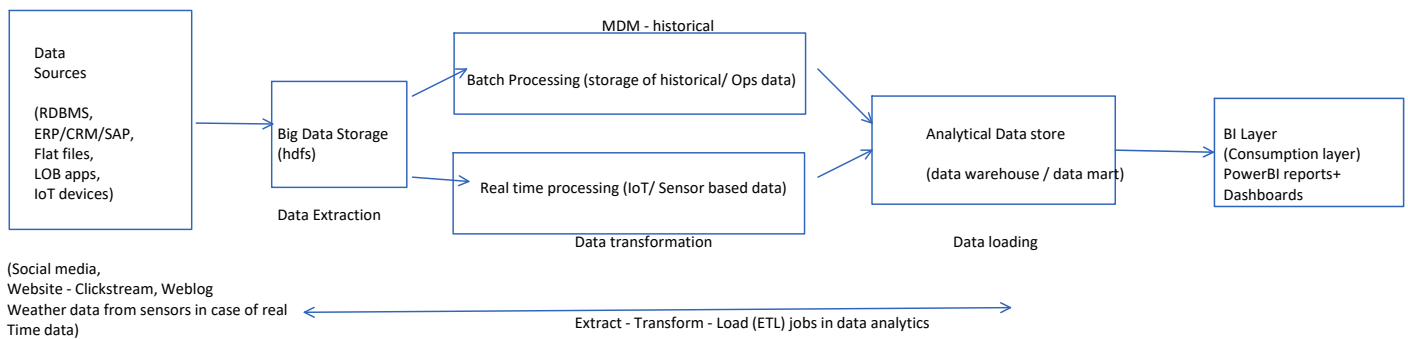 Data
Sources
(RDBMS,
ERP/CRM/SAP,
Flat files,
LOB apps,
IoT devices)
Big Data Storage
(hdfs)
Data Extraction
MDM - historical
Batch Processing (storage of historical/ Ops data)
Real time processing (IoT/ Sensor based data)
Data transformation
Analytical Data store
(data warehouse / data mart)
Data loading
BI Layer
(Consumption layer)
PowerBI reports+
Dashboards
(Social media,
Website - Clickstream, Weblog
Weather data from sensors in case of real
Time data)
Extract - Transform - Load (ETL) jobs in data analytics